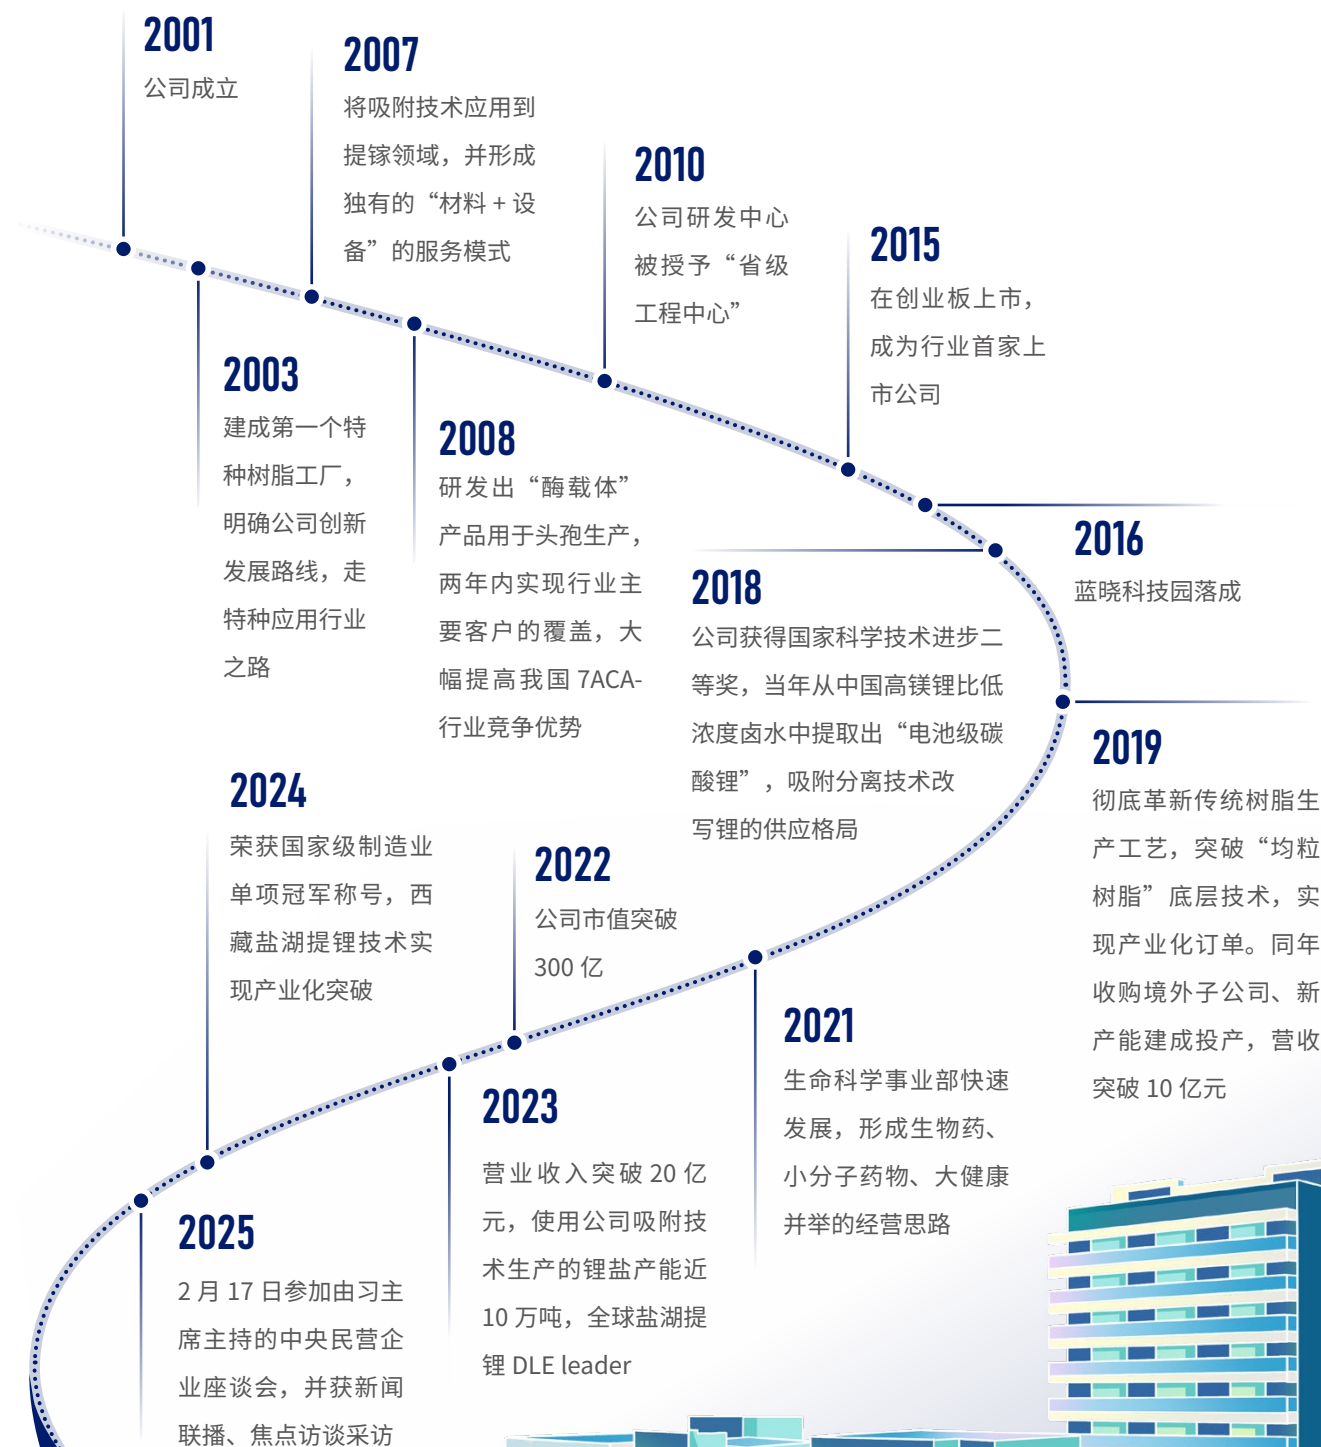 2001
公司成立
2003
建成第一个特
种树脂工厂，
明确公司创新
发展路线，走
特种应用行业
之路
2007
将吸附技术应用到
提镓领域，并形成
独有的“材料 + 设
备”的服务模式
2008
研发出“酶载体”
产品用于头孢生产，
两年内实现行业主
要客户的覆盖，大
幅提高我国 7ACA-
行业竞争优势
2010
公司研发中心
被授予“省级
工程中心”
2015
在创业板上市，
成为行业首家上
市公司
2016
蓝晓科技园落成
2018
公司获得国家科学技术进步二
等奖，当年从中国高镁锂比低
浓度卤水中提取出“电池级碳
酸锂”，吸附分离技术改
写锂的供应格局
2019
彻底革新传统树脂生
产工艺，突破“均粒
树脂”底层技术，实
现产业化订单。同年
收购境外子公司、新
产能建成投产，营收
突破 10 亿元
2021
生命科学事业部快速
发展，形成生物药、
小分子药物、大健康
并举的经营思路
2022
公司市值突破
300 亿
2023
营业收入突破 20 亿
元，使用公司吸附技
术生产的锂盐产能近
10 万吨，全球盐湖提
锂 DLE leader
2024
荣获国家级制造业
单项冠军称号，西
藏盐湖提锂技术实
现产业化突破
2025
2 月 17 日参加由习主
席主持的中央民营企
业座谈会，并获新闻
联播、焦点访谈采访